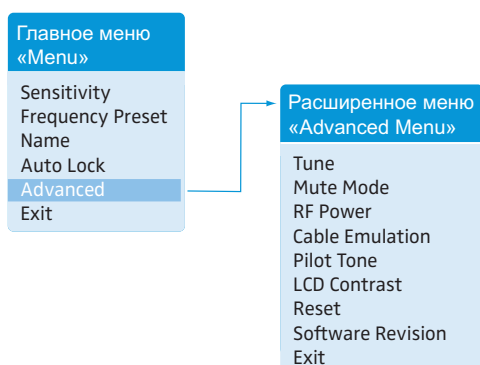 Главное меню
«Menu»
Sensitivity
Frequency Preset
Name
Auto Lock
Advanced
Exit
Расширенное меню
«Advanced Menu»
Tune
Mute Mode
RF Power
Cable Emulation
Pilot Tone
LCD Contrast
Reset
Software Revision
Exit